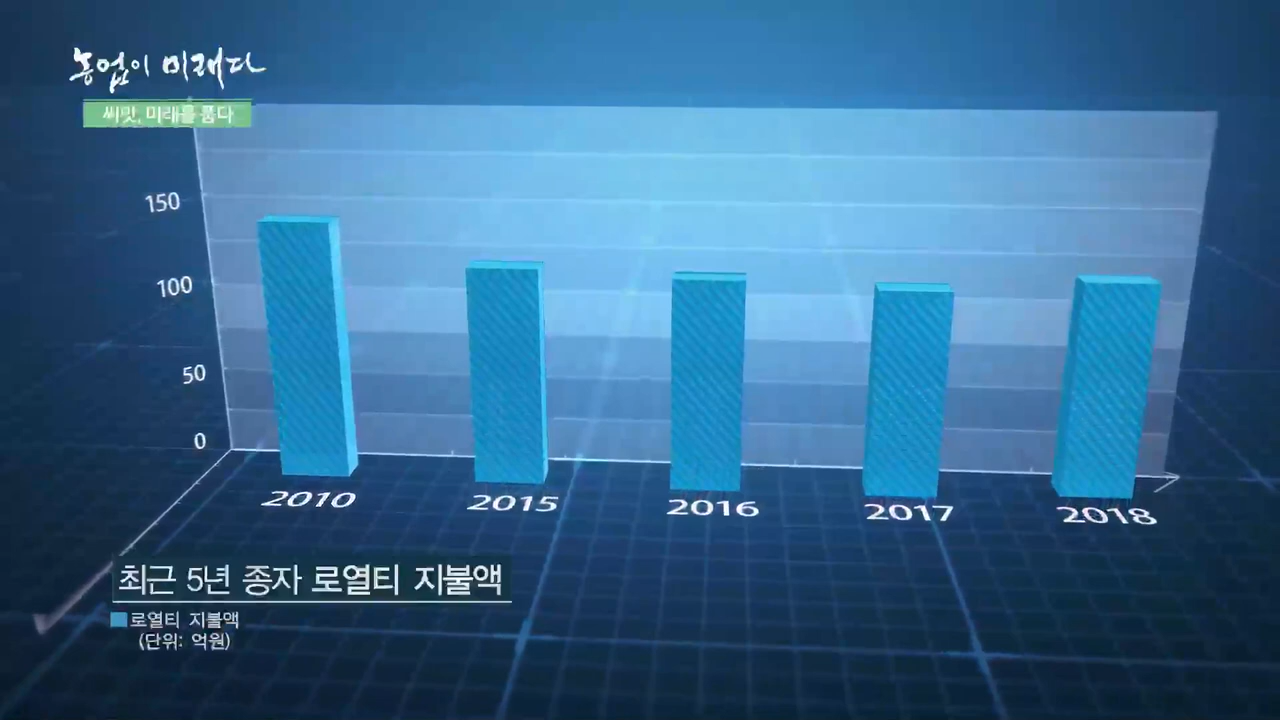 농업이 미래다
씨앗, 미래를 품다
150
100
50
0
2010 2015 2016 2017 2018
최근 5년 종자 로열티 지불액
로열티 지불액
(단위: 억원)